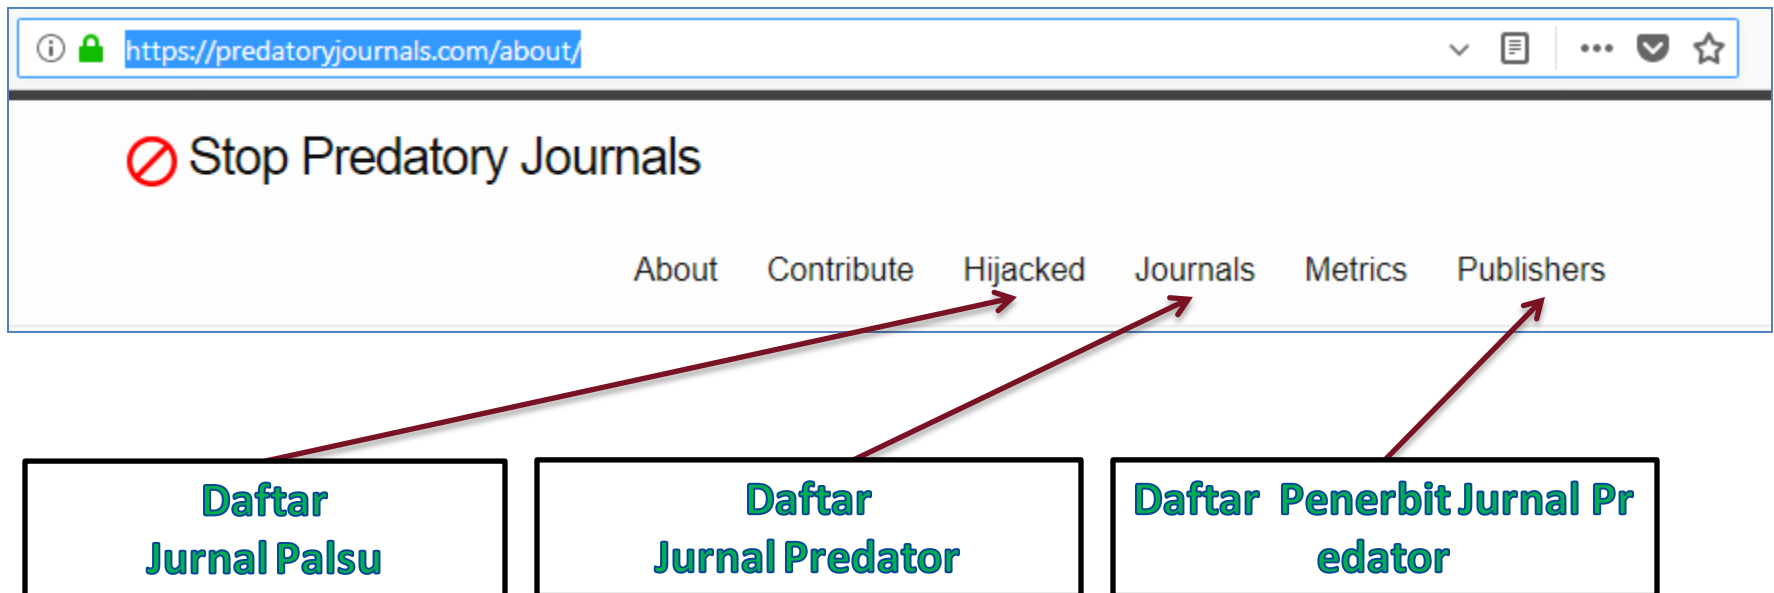 https://predatoryjournals.com/about/
Stop Predatory Journals
About Contribute Hijacked Journals Metrics Publishers
Daftar
Jurnal Palsu
Daftar
Jurnal Predator
Daftar Penerbit Jurnal Pr
edator